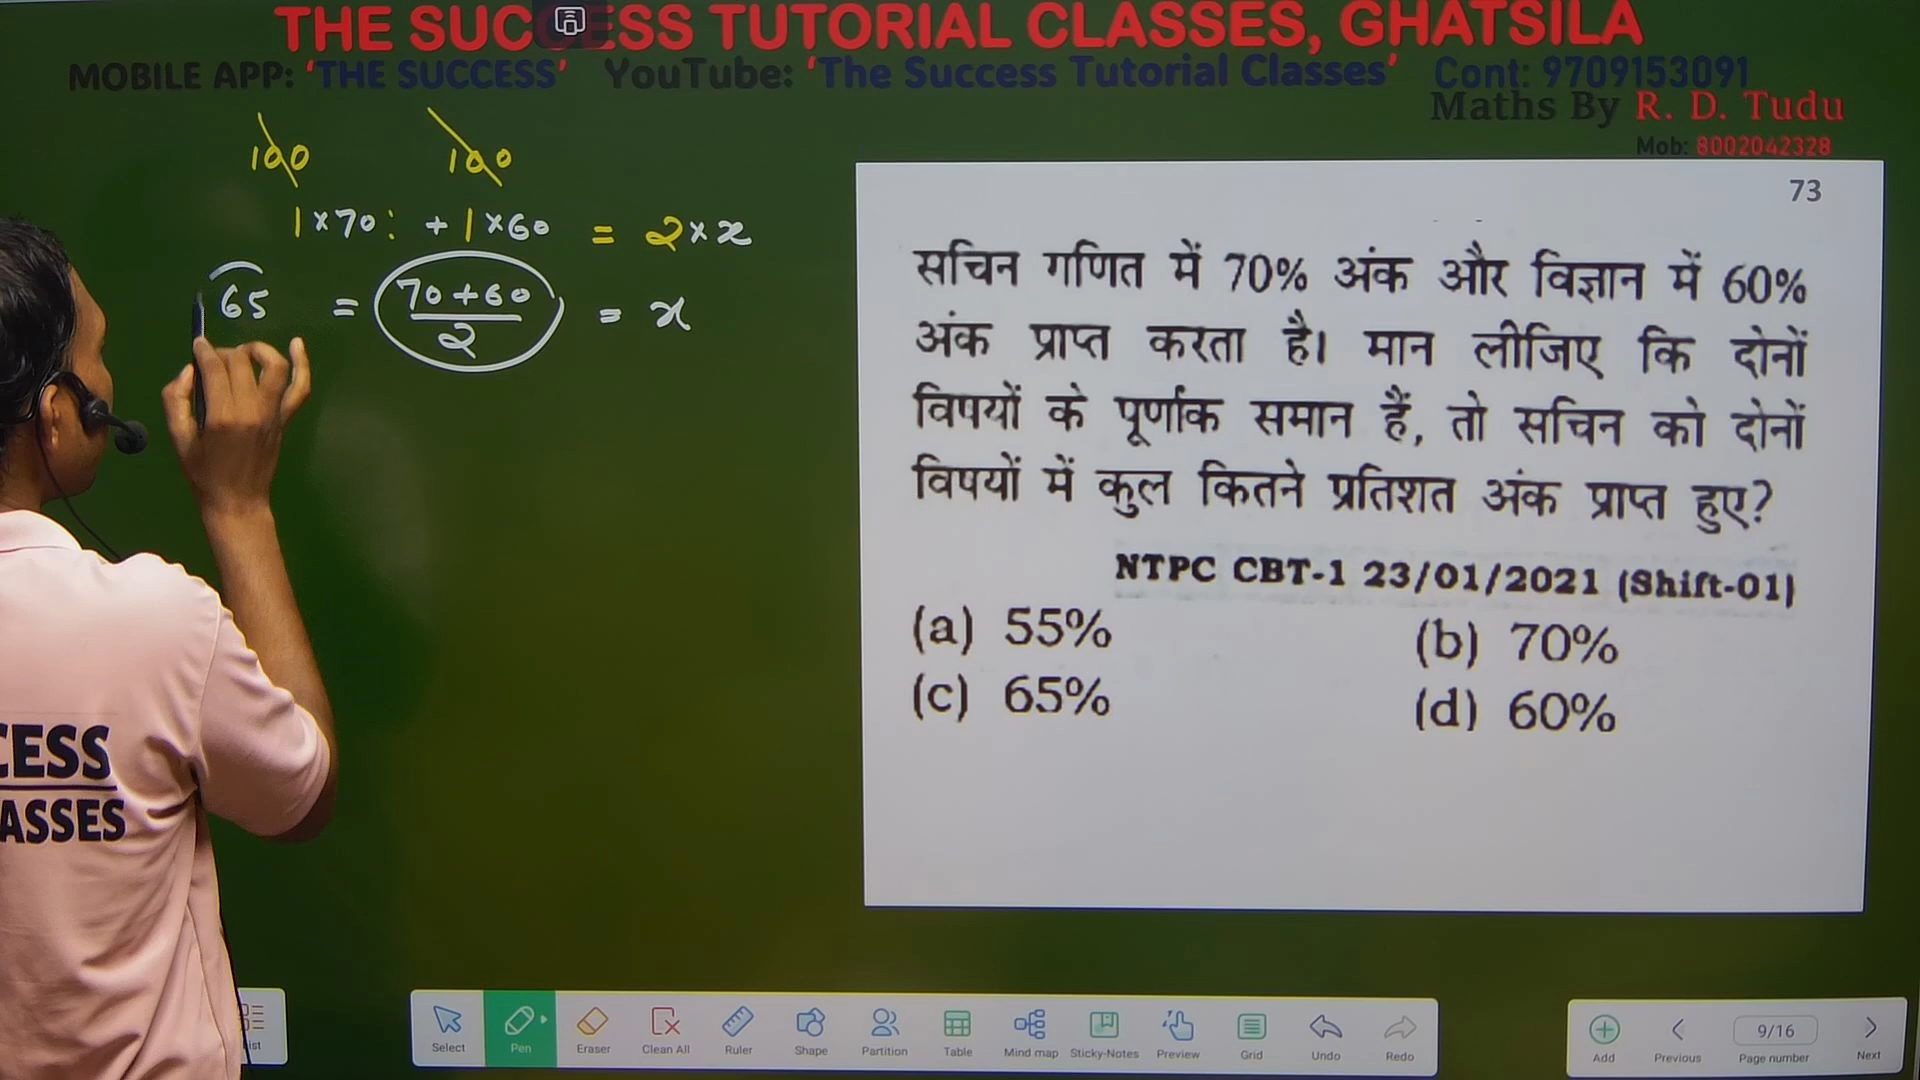 THE SUCCESS TUTORIAL CLASSES, GHATSILA
MOBILE APP: 'THE SUCCESS' YouTube: 'The Success Tutorial Classes' Cont: 9709153091
Maths By R. D. Tudu
Mob: 8002042328
100 100
1×70 + 1×60 = 2×x
65 = 70+60 = x
2
73
सचिन गणित में 70% अंक और विज्ञान में 60%
अंक प्राप्त करता है। मान लीजिए कि दोनों
विषयों के पूर्णांक समान हैं, तो सचिन को दोनों
विषयों में कुल कितने प्रतिशत अंक प्राप्त हुए?
NTPC CBT-1 23/01/2021 (Shift-01)
(a) 55% (b) 70%
(c) 65% (d) 60%
CESS
ASSES
Select Pen Eraser Clean All Ruler Shape Partition Table Mind map Sticky-Notes Preview Grid Undo Redo
Add Previous 9/16 Page number Next